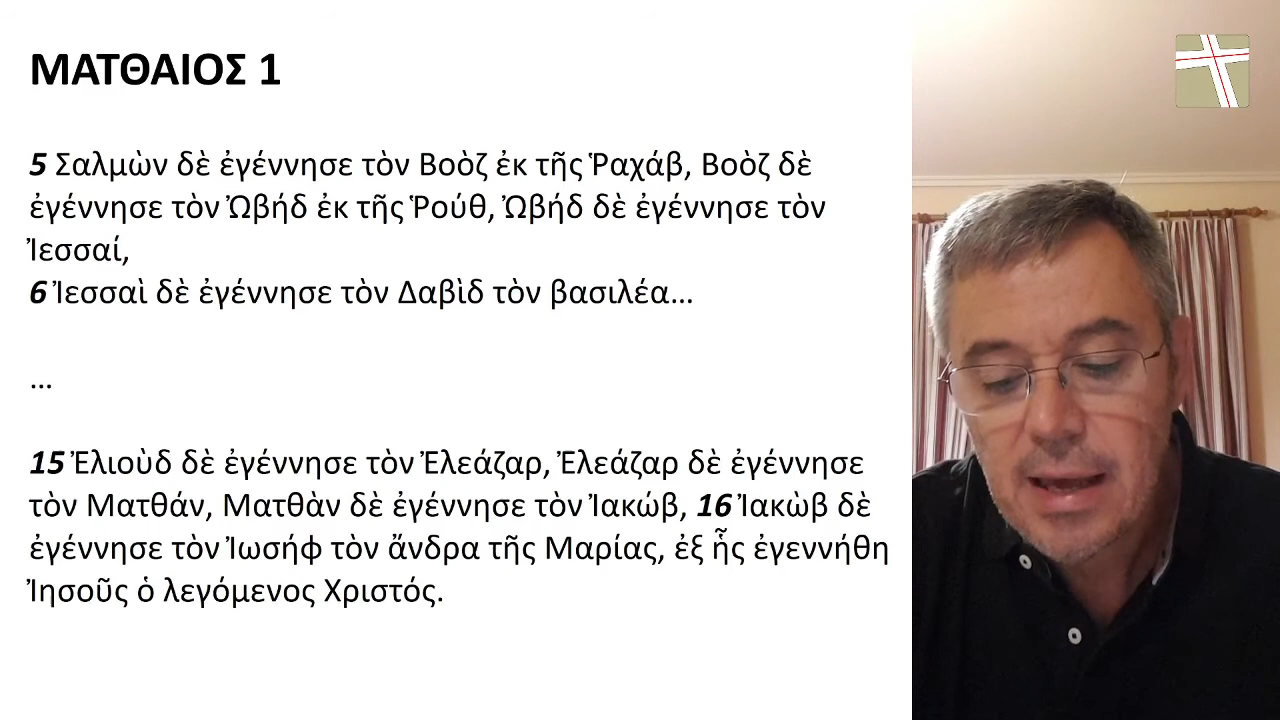 ΜΑΤΘΑΙΟΣ 1
5 Σαλμὼν δὲ ἐγέννησε τὸν Βοὸζ ἐκ τῆς Ῥαχάβ, Βοὸζ δὲ
ἐγέννησε τὸν Ὠβήδ ἐκ τῆς Ῥούθ, Ὠβήδ δὲ ἐγέννησε τὸν
Ἰεσσαί,
6 Ἰεσσαὶ δὲ ἐγέννησε τὸν Δαβὶδ τὸν βασιλέα...
...
15 Ἐλιοὺδ δὲ ἐγέννησε τὸν Ἐλεάζαρ, Ἐλεάζαρ δὲ ἐγέννησε
τὸν Ματθάν, Ματθὰν δὲ ἐγέννησε τὸν Ἰακώβ, 16 Ἰακὼβ δὲ
ἐγέννησε τὸν Ἰωσήφ τὸν ἄνδρα τῆς Μαρίας, ἐξ ἧς ἐγεννήθη
Ἰησοῦς ὁ λεγόμενος Χριστός.